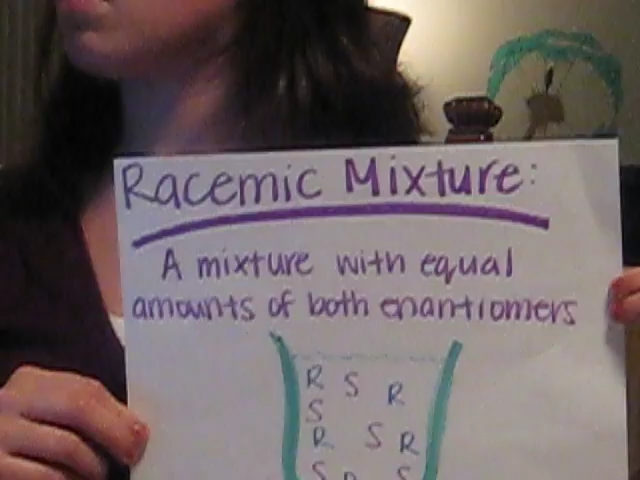 Racemic Mixture:
A mixture with equal
amounts of both enantiomers
R S R
S
R S R
S R S